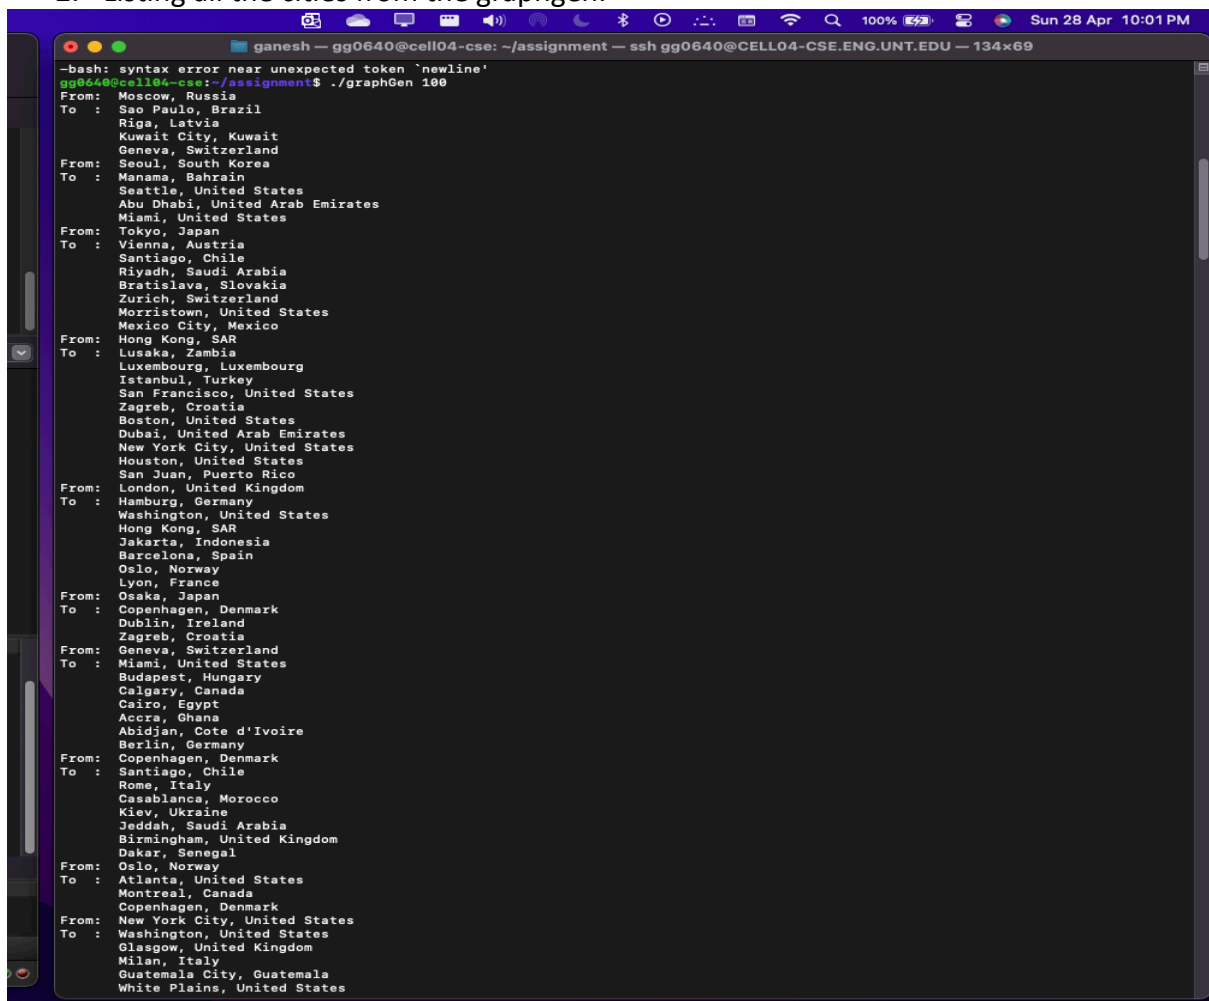 2. Listing all the cities from the graphgen.
100% Sun 28 Apr 10:01 PM
ganesh — gg0640@cell04-cse: ~/assignment — ssh gg0640@CELL04-CSE.ENG.UNT.EDU — 134×69
-bash: syntax error near unexpected token `newline'
gg0640@cell04-cse:~/assignment$ ./graphGen 100
From: Moscow, Russia
To : Sao Paulo, Brazil
Riga, Latvia
Kuwait City, Kuwait
Geneva, Switzerland
From: Seoul, South Korea
To : Manama, Bahrain
Seattle, United States
Abu Dhabi, United Arab Emirates
Miami, United States
From: Tokyo, Japan
To : Vienna, Austria
Santiago, Chile
Riyadh, Saudi Arabia
Bratislava, Slovakia
Zurich, Switzerland
Morristown, United States
Mexico City, Mexico
From: Hong Kong, SAR
To : Lusaka, Zambia
Luxembourg, Luxembourg
Istanbul, Turkey
San Francisco, United States
Zagreb, Croatia
Boston, United States
Dubai, United Arab Emirates
New York City, United States
Houston, United States
San Juan, Puerto Rico
From: London, United Kingdom
To : Hamburg, Germany
Washington, United States
Hong Kong, SAR
Jakarta, Indonesia
Barcelona, Spain
Oslo, Norway
Lyon, France
From: Osaka, Japan
To : Copenhagen, Denmark
Dublin, Ireland
Zagreb, Croatia
From: Geneva, Switzerland
To : Miami, United States
Budapest, Hungary
Calgary, Canada
Cairo, Egypt
Accra, Ghana
Abidjan, Cote d'Ivoire
Berlin, Germany
From: Copenhagen, Denmark
To : Santiago, Chile
Rome, Italy
Casablanca, Morocco
Kiev, Ukraine
Jeddah, Saudi Arabia
Birmingham, United Kingdom
Dakar, Senegal
From: Oslo, Norway
To : Atlanta, United States
Montreal, Canada
Copenhagen, Denmark
From: New York City, United States
To : Washington, United States
Glasgow, United Kingdom
Milan, Italy
Guatemala City, Guatemala
White Plains, United States